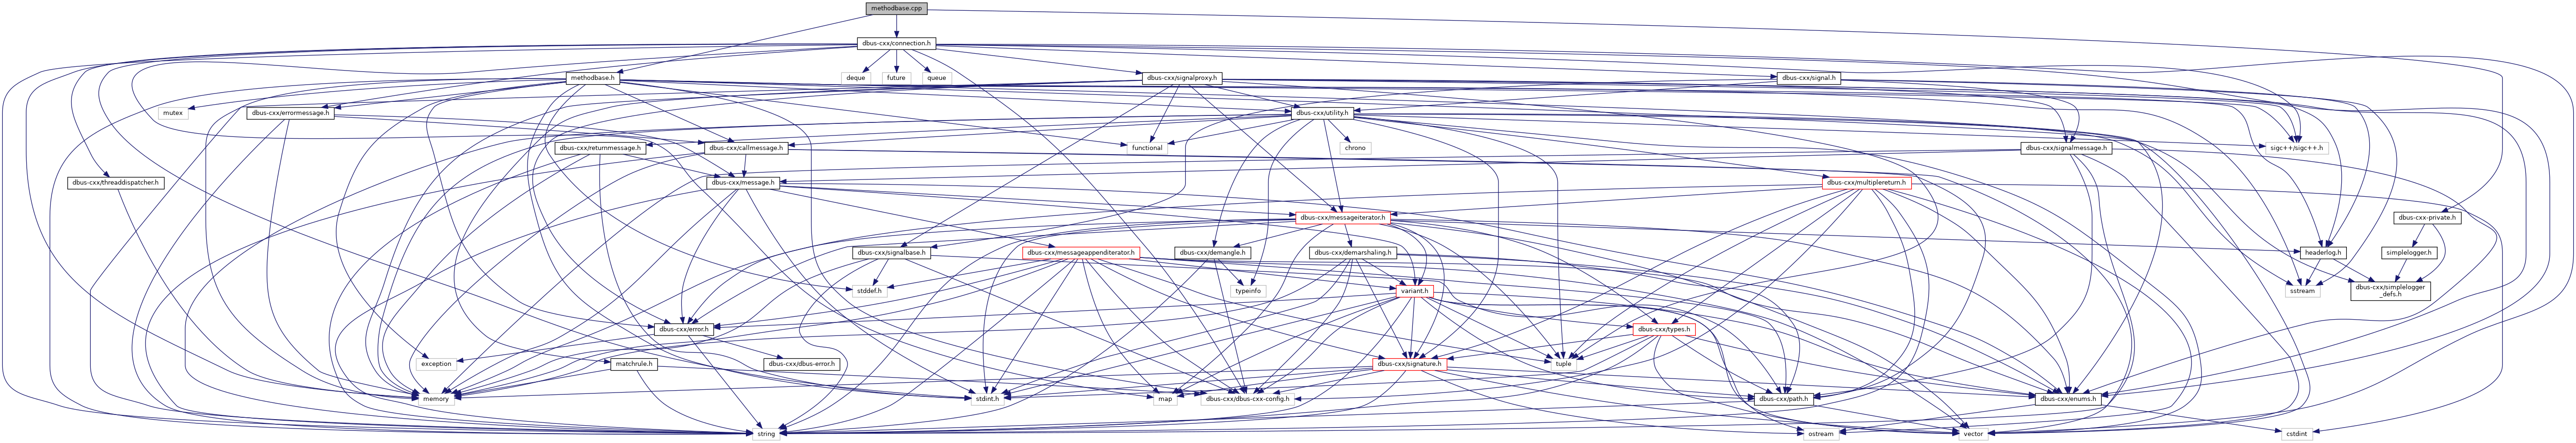 methodbase.cpp
dbus-cxx/connection.h
deque
future
queue
methodbase.h
dbus-cxx/signalproxy.h
dbus-cxx/signal.h
mutex
dbus-cxx/errormessage.h
dbus-cxx/utility.h
dbus-cxx/returnmessage.h
dbus-cxx/callmessage.h
functional
chrono
dbus-cxx/signalmessage.h
sigc++/sigc++.h
dbus-cxx/threaddispatcher.h
dbus-cxx/message.h
dbus-cxx/multiplereturn.h
dbus-cxx/messageiterator.h
dbus-cxx-private.h
dbus-cxx/signalbase.h
dbus-cxx/messageappenditerator.h
dbus-cxx/demangle.h
dbus-cxx/demarshaling.h
headerlog.h
simplelogger.h
stddef.h
typeinfo
variant.h
sstream
dbus-cxx/simplelogger
_defs.h
dbus-cxx/error.h
dbus-cxx/types.h
exception
matchrule.h
dbus-cxx/dbus-error.h
dbus-cxx/signature.h
tuple
memory
stdint.h
map
dbus-cxx/dbus-cxx-config.h
dbus-cxx/path.h
dbus-cxx/enums.h
string
ostream
vector
cstdint